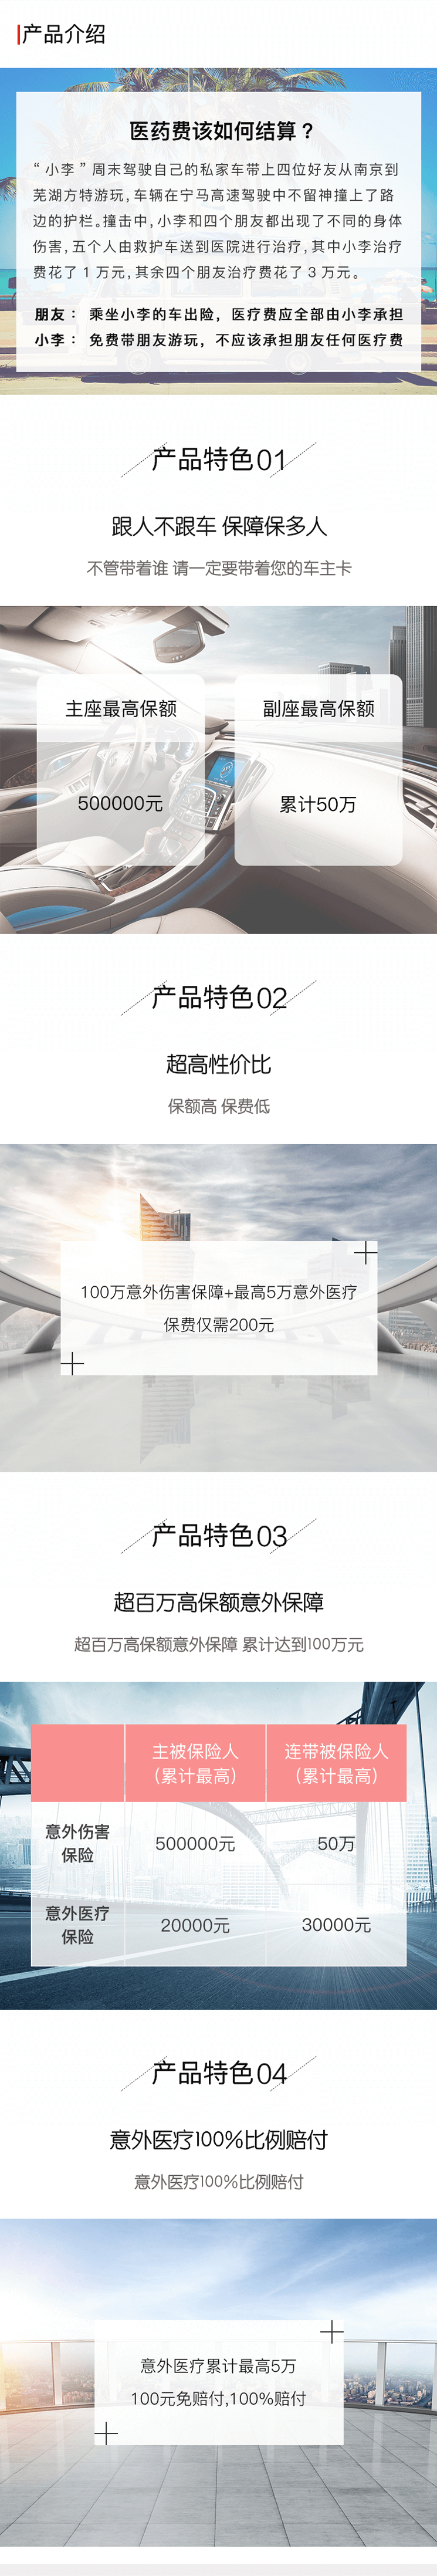 产品介绍
医药费该如何结算？
“小李”周末驾驶自己的私家车带上四位好友从南京到
芜湖方特游玩,车辆在宁马高速驾驶中不留神撞上了路
边的护栏。撞击中,小李和四个朋友都出现了不同的身体
伤害,五个人由救护车送到医院进行治疗,其中小李治疗
费花了1万元,其余四个朋友治疗费花了3万元。
朋友： 乘坐小李的车出险，医疗费应全部由小李承担
小李： 免费带朋友游玩，不应该承担朋友任何医疗费
产品特色01
跟人不跟车 保障保多人
不管带着谁 请一定要带着您的车主卡
主座最高保额 副座最高保额
500000元 累计50万
产品特色02
超高性价比
保额高 保费低
100万意外伤害保障+最高5万意外医疗
保费仅需200元
产品特色03
超百万高保额意外保障
超百万高保额意外保障 累计达到100万元
主被保险人 连带被保险人
(累计最高) (累计最高)
意外伤害
保险
500000元 50万
意外医疗
保险
20000元 30000元
产品特色04
意外医疗100%比例赔付
意外医疗100%比例赔付
意外医疗累计最高5万
100元免赔付,100%赔付